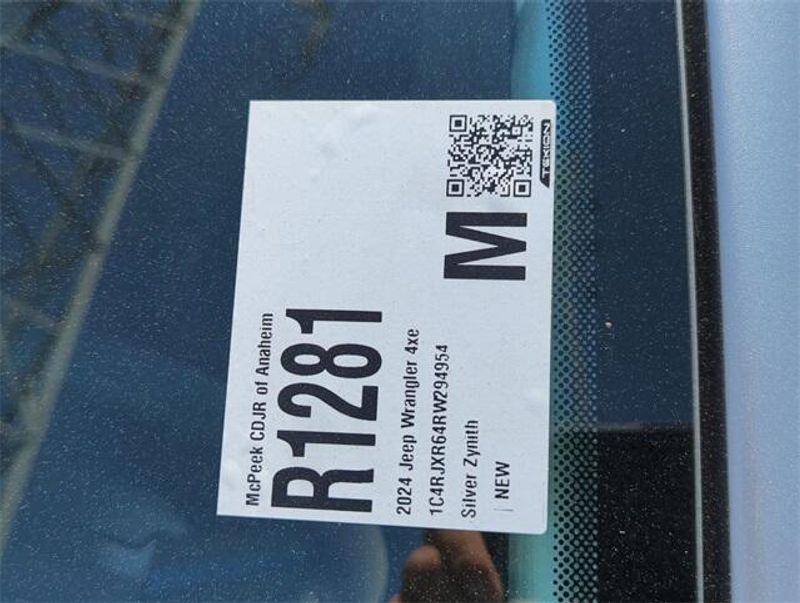 McPeek CDJR of Anaheim
R1281
2024 Jeep Wrangler 4xe
1C4RJXR64RW294954
Silver Zynith
NEW
M
TEKION